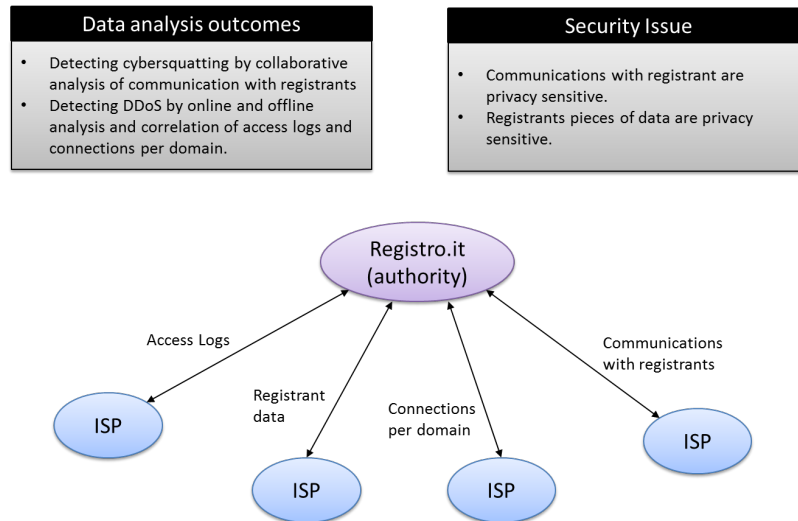 Data analysis outcomes
• Detecting cybersquatting by collaborative
analysis of communication with registrants
• Detecting DDoS by online and offline
analysis and correlation of access logs and
connections per domain.
Security Issue
• Communications with registrant are
privacy sensitive.
• Registrants pieces of data are privacy
sensitive.
Registro.it
(authority)
Access Logs
Registrant
data
Connections
per domain
Communications
with registrants
ISP
ISP
ISP
ISP